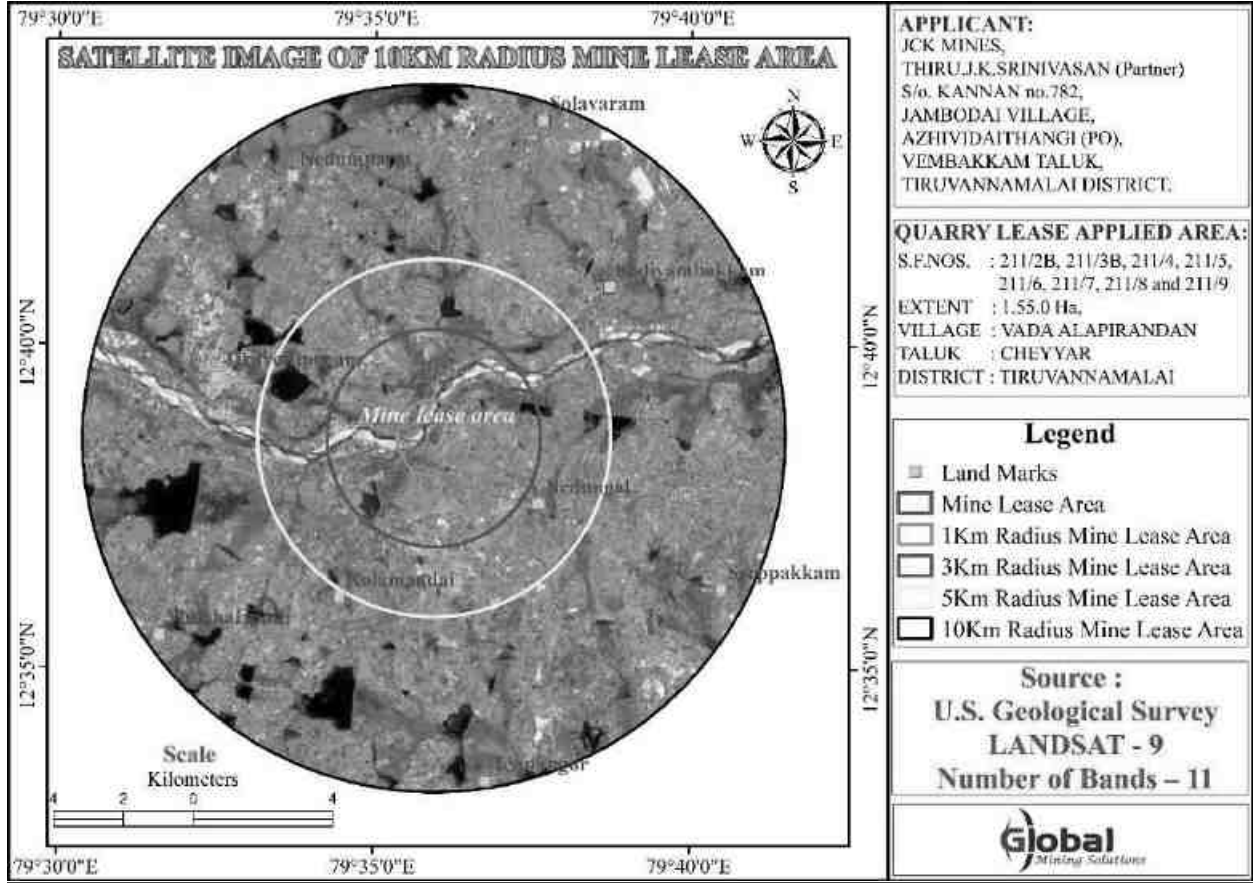 79°30'0"E 79°35'0"E 79°40'0"E
SATELLITE IMAGE OF 10KM RADIUS MINE LEASE AREA
Solavaram
N
W E
S
12°40'0"N 12°40'0"N
Mine lease area
Nedungal
Kolamandai
12°35'0"N 12°35'0"N
Scale
Kilometers
4 2 0 4
79°30'0"E 79°35'0"E 79°40'0"E
APPLICANT:
JCK MINES,
THIRU.J.K.SRINIVASAN (Partner)
S/o. KANNAN no.782,
JAMBODAI VILLAGE,
AZHIVIDAITHANGI (PO),
VEMBAKKAM TALUK,
TIRUVANNAMALAI DISTRICT.
QUARRY LEASE APPLIED AREA:
S.F.NOS. : 211/2B, 211/3B, 211/4, 211/5,
211/6, 211/7, 211/8 and 211/9
EXTENT : 1.55.0 Ha,
VILLAGE : VADA ALAPIRANDAN
TALUK : CHEYYAR
DISTRICT : TIRUVANNAMALAI
Legend
Land Marks
Mine Lease Area
1Km Radius Mine Lease Area
3Km Radius Mine Lease Area
5Km Radius Mine Lease Area
10Km Radius Mine Lease Area
Source :
U.S. Geological Survey
LANDSAT - 9
Number of Bands – 11
Global
Mining Solutions